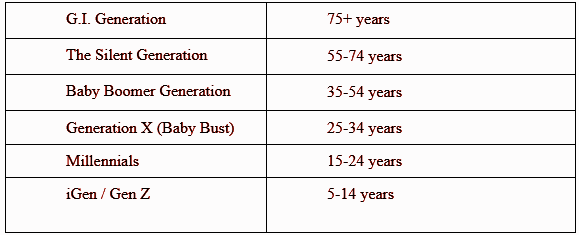 G.I. Generation 75+ years
The Silent Generation 55-74 years
Baby Boomer Generation 35-54 years
Generation X (Baby Bust) 25-34 years
Millennials 15-24 years
iGen / Gen Z 5-14 years